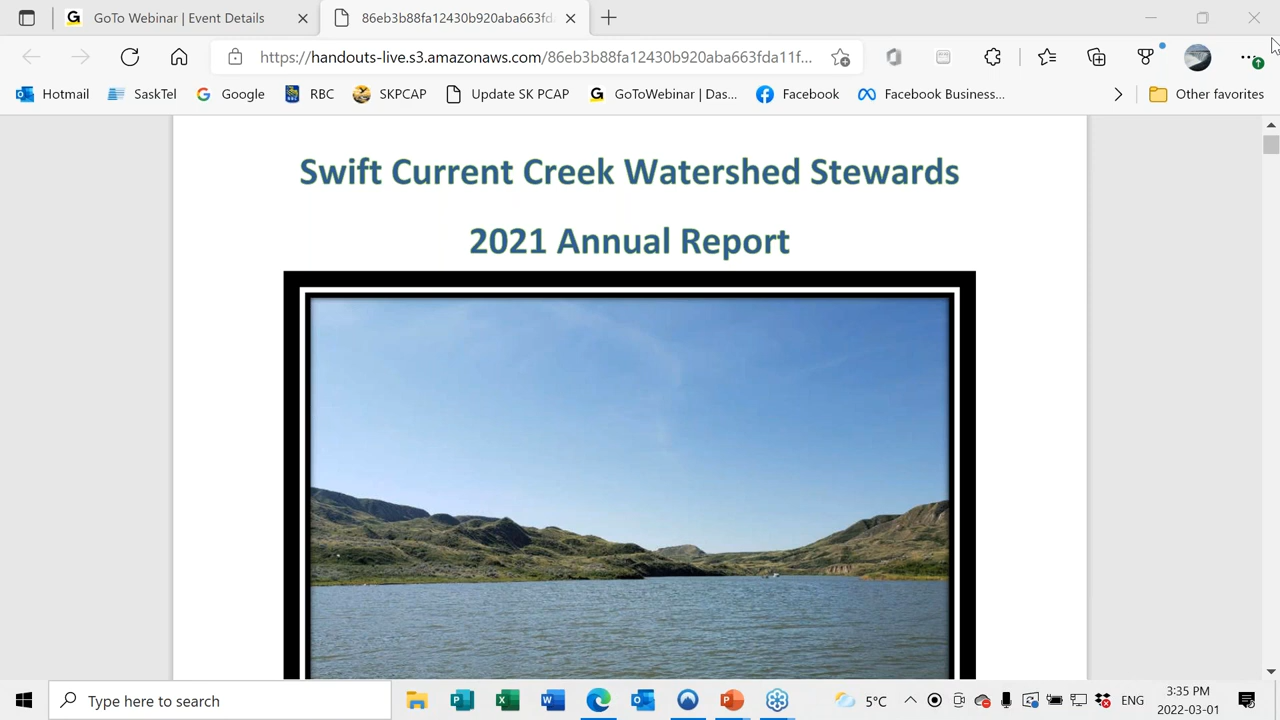 GoTo Webinar | Event Details
86eb3b88fa12430b920aba663fda
https://handouts-live.s3.amazonaws.com/86eb3b88fa12430b920aba663fda11f...
Hotmail SaskTel Google RBC SKPCAP Update SK PCAP GoToWebinar | Das... Facebook Facebook Business... Other favorites
Swift Current Creek Watershed Stewards
2021 Annual Report
Type here to search
5°C
ENG
3:35 PM
2022-03-01